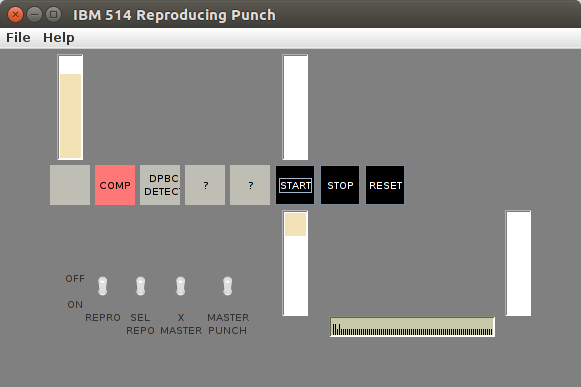 IBM 514 Reproducing Punch
File Help
COMP
DPBC
DETECT
?
?
START
STOP
RESET
OFF
ON
REPRO
SEL
REPO
X
MASTER
MASTER
PUNCH